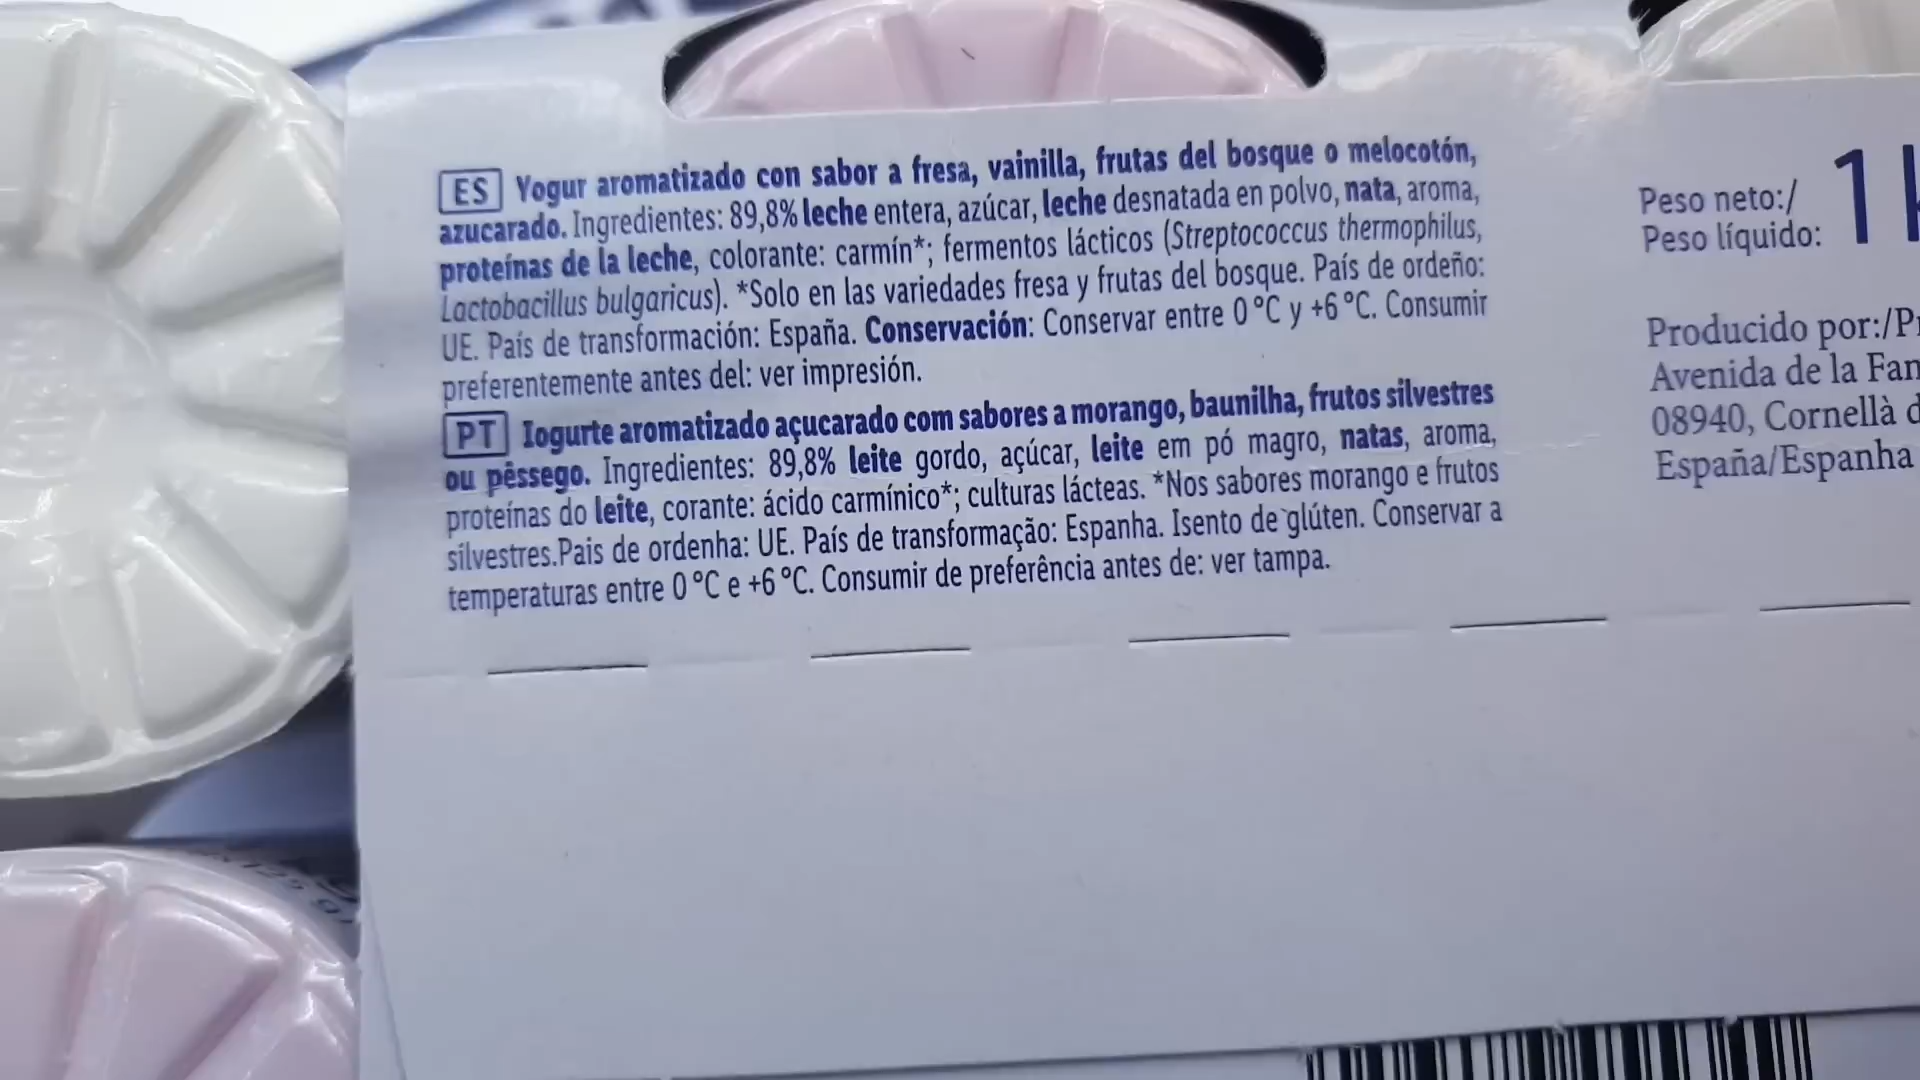 ES Yogur aromatizado con sabor a fresa, vainilla, frutas del bosque o melocotón,
azucarado. Ingredientes: 89,8% leche entera, azúcar, leche desnatada en polvo, nata, aroma,
proteínas de la leche, colorante: carmín*; fermentos lácticos (Streptococcus thermophilus,
Lactobacillus bulgaricus). *Solo en las variedades fresa y frutas del bosque. País de ordeño:
UE. País de transformación: España. Conservación: Conservar entre 0 °C y +6 °C. Consumir
preferentemente antes del: ver impresión.
PT Iogurte aromatizado açucarado com sabores a morango, baunilha, frutos silvestres
ou pêssego. Ingredientes: 89,8% leite gordo, açúcar, leite em pó magro, natas, aroma,
proteínas do leite, corante: ácido carmínico*; culturas lácteas. *Nos sabores morango e frutos
silvestres.Pais de ordenha: UE. País de transformação: Espanha. Isento de glúten. Conservar a
temperaturas entre 0 °C e +6 °C. Consumir de preferência antes de: ver tampa.
Peso neto:/
Peso líquido: 1
Producido por:/P
Avenida de la
08940, Cornellà
España/Espanha